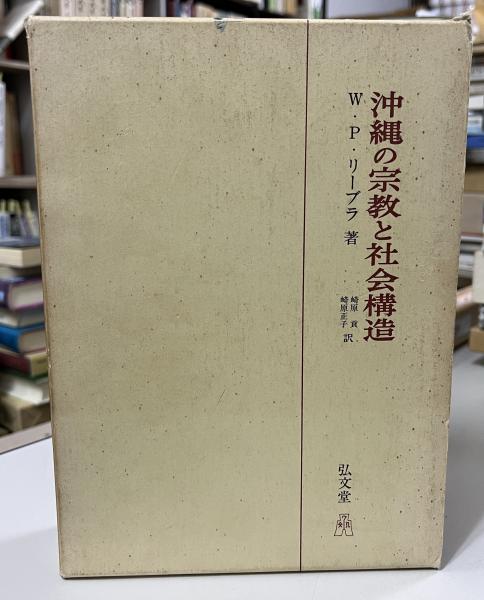 沖縄の宗教と社会構造
W・P・リーブラ 著
崎原 貢
崎原正子 訳
弘文堂